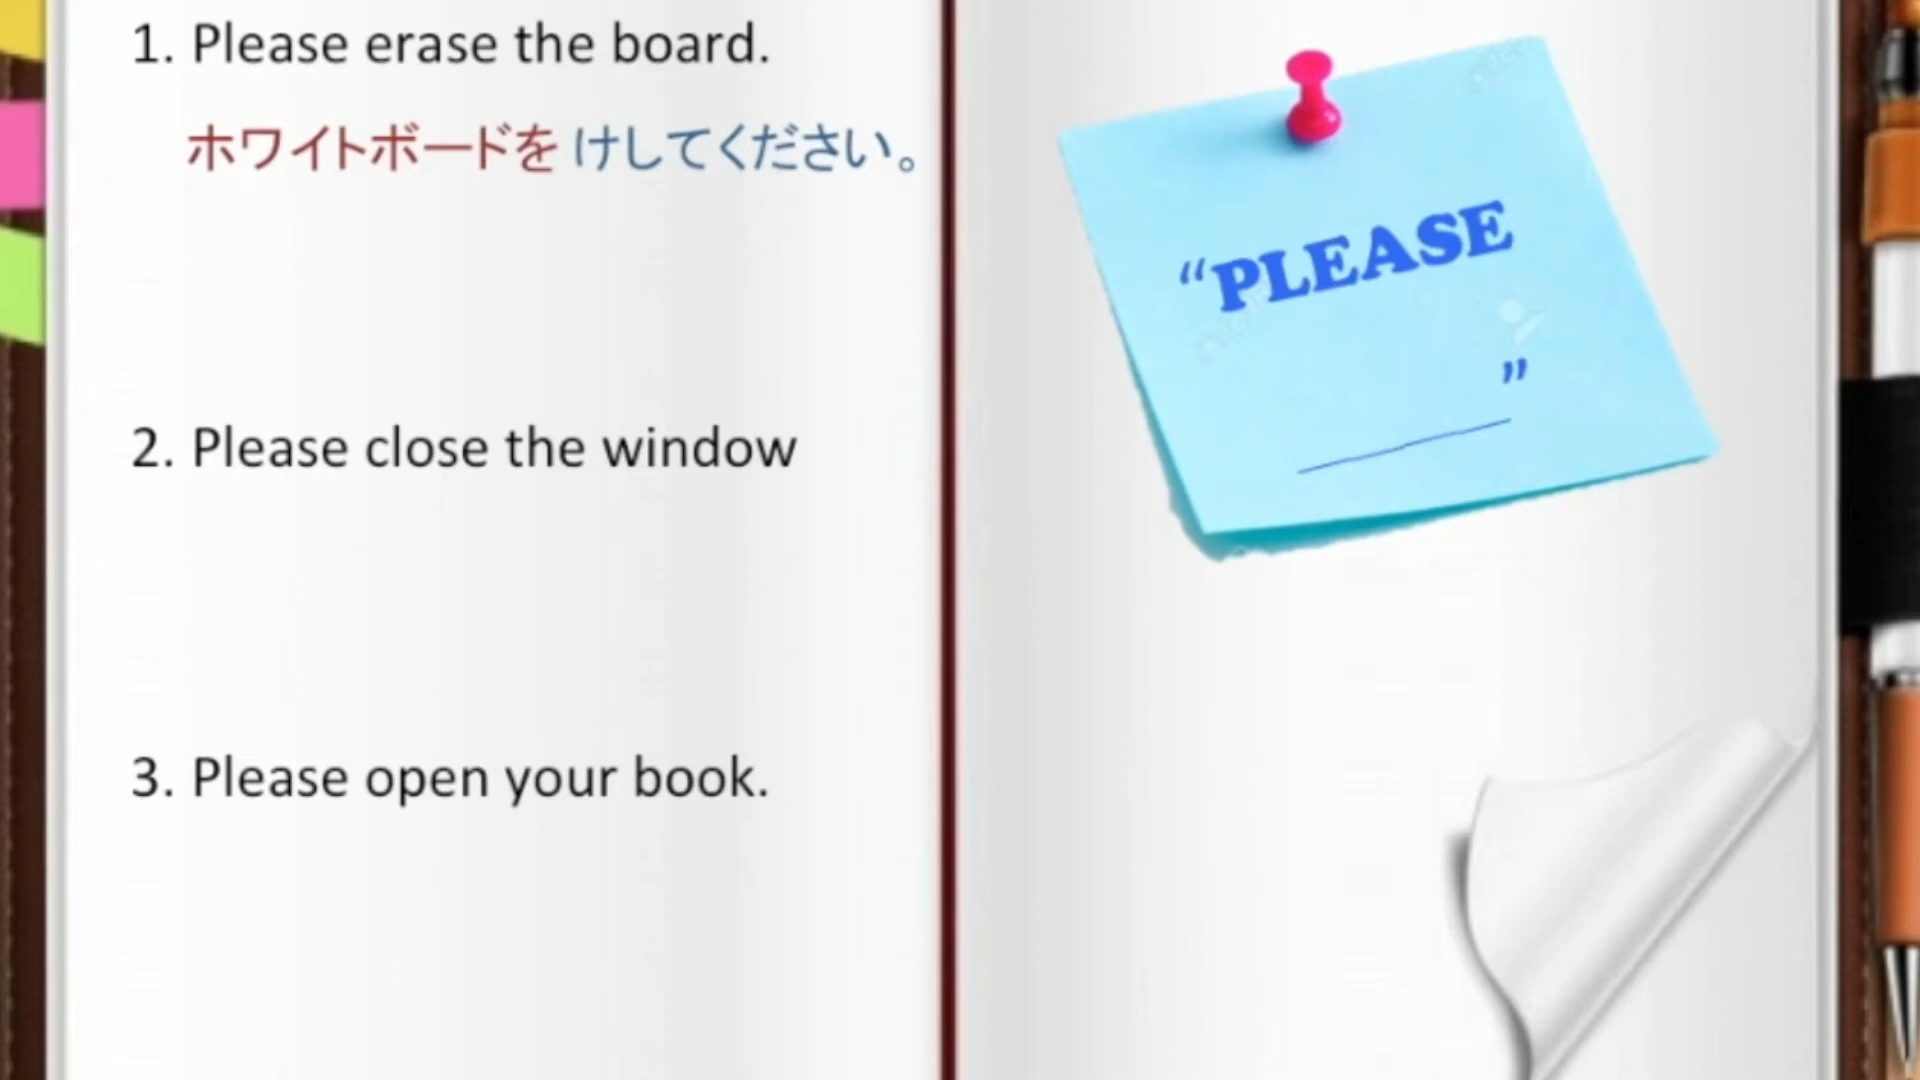 1. Please erase the board.
ホワイトボードを けしてください。
2. Please close the window
3. Please open your book.
“PLEASE
”